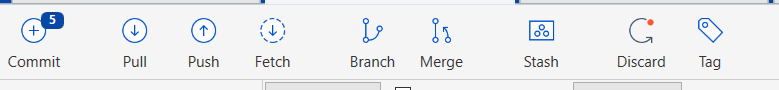 5
Commit Pull Push Fetch Branch Merge Stash Discard Tag